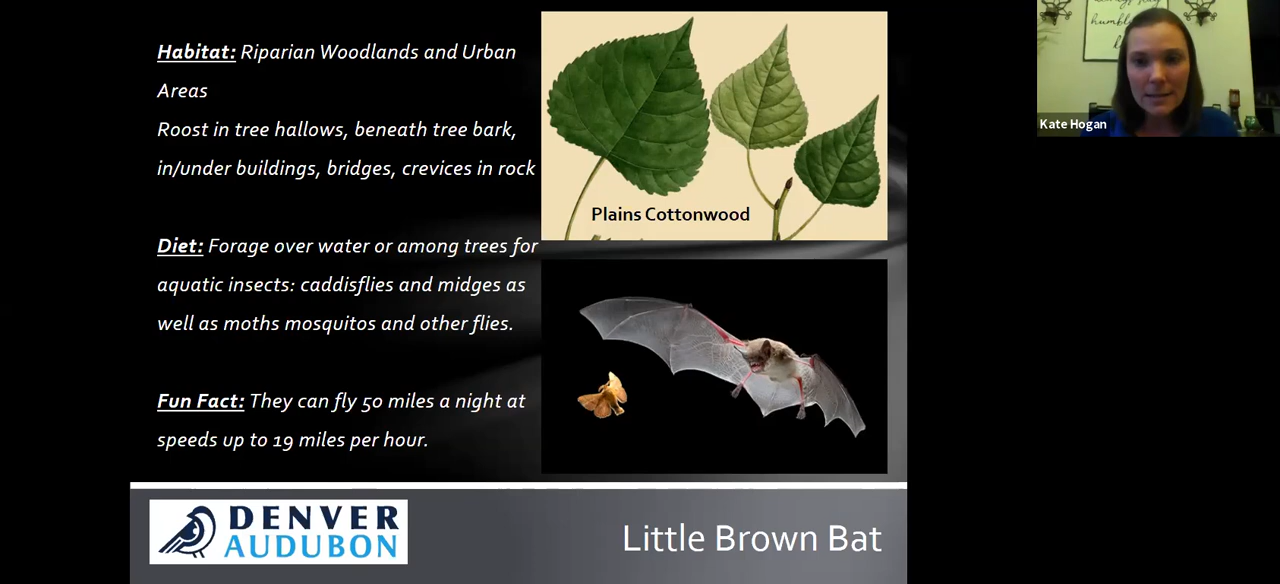 Habitat: Riparian Woodlands and Urban
Areas
Roost in tree hallows, beneath tree bark,
in/under buildings, bridges, crevices in rock
Diet: Forage over water or among trees for
aquatic insects: caddisflies and midges as
well as moths mosquitos and other flies.
Fun Fact: They can fly 50 miles a night at
speeds up to 19 miles per hour.
Plains Cottonwood
DENVER
AUDUBON
Little Brown Bat
humble
Kate Hogan